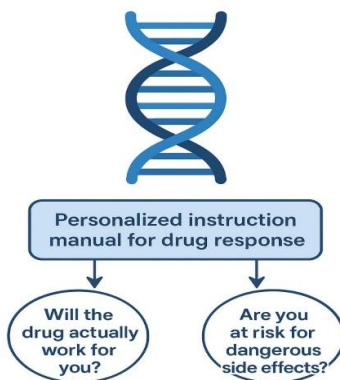 Personalized instruction
manual for drug response
Will the
drug actually
work for
you?
Are you
at risk for
dangerous
side effects?